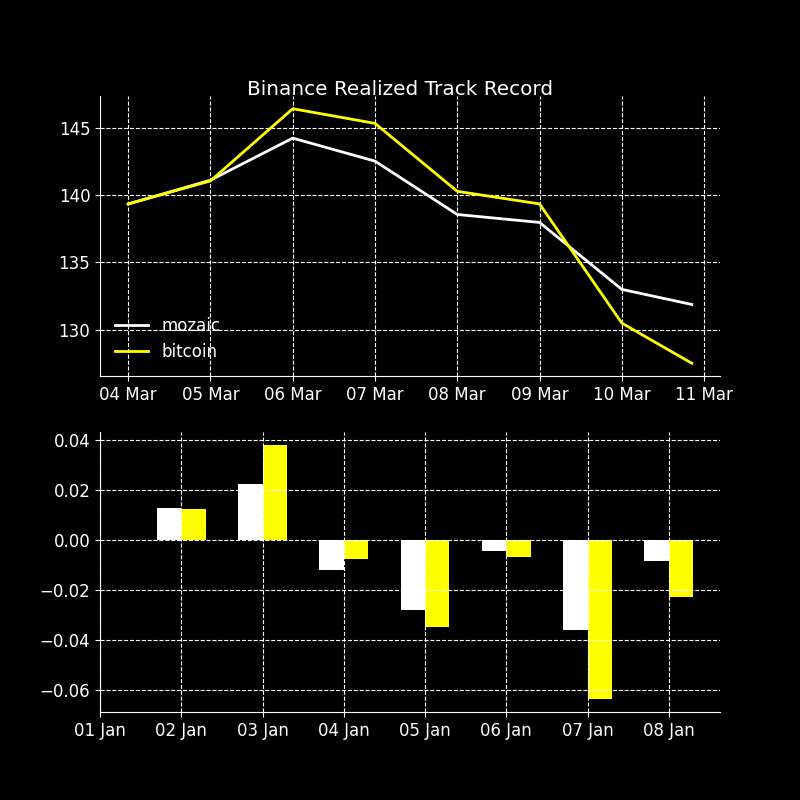 Binance Realized Track Record
145
140
135
130
mozaic
bitcoin
04 Mar 05 Mar 06 Mar 07 Mar 08 Mar 09 Mar 10 Mar 11 Mar
0.04
0.02
0.00
−0.02
−0.04
−0.06
01 Jan 02 Jan 03 Jan 04 Jan 05 Jan 06 Jan 07 Jan 08 Jan